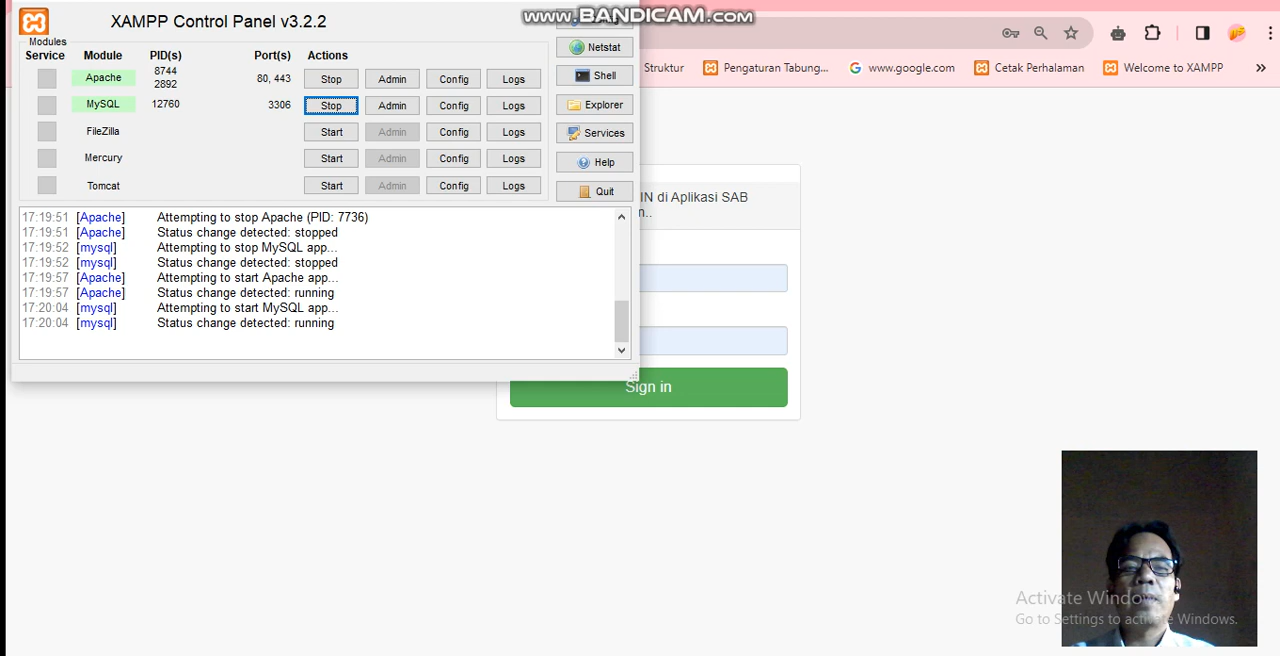 www.BANDICAM.com
XAMPP Control Panel v3.2.2
Modules
Service Module PID(s) Port(s) Actions
Apache 8744 2892 80, 443 Stop Admin Config Logs
MySQL 12760 3306 Stop Admin Config Logs
FileZilla Start Admin Config Logs
Mercury Start Admin Config Logs
Tomcat Start Admin Config Logs
Netstat
Shell
Explorer
Services
Help
Quit
17:19:51 [Apache] Attempting to stop Apache (PID: 7736)
17:19:51 [Apache] Status change detected: stopped
17:19:52 [mysql] Attempting to stop MySQL app...
17:19:52 [mysql] Status change detected: stopped
17:19:57 [Apache] Attempting to start Apache app...
17:19:57 [Apache] Status change detected: running
17:20:04 [mysql] Attempting to start MySQL app...
17:20:04 [mysql] Status change detected: running
Struktur Pengaturan Tabung... www.google.com Cetak Perhalaman Welcome to XAMPP »
IN di Aplikasi SAB
n..
Sign in
Activate Windows
Go to Settings to activate Windows.